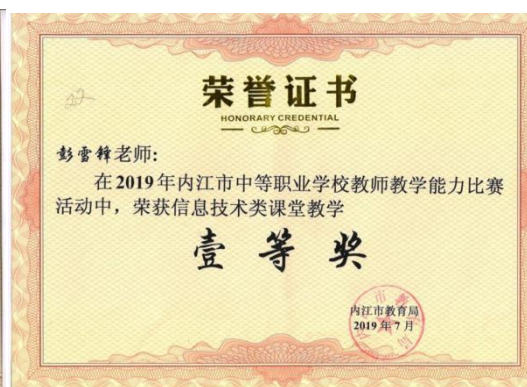 22
荣誉证书
HONORARY CREDENTIAL
彭雪锋老师:
在2019年内江市中等职业学校教师教学能力比赛
活动中，荣获信息技术类课堂教学
壹等奖
内江市教育局
2019年7月